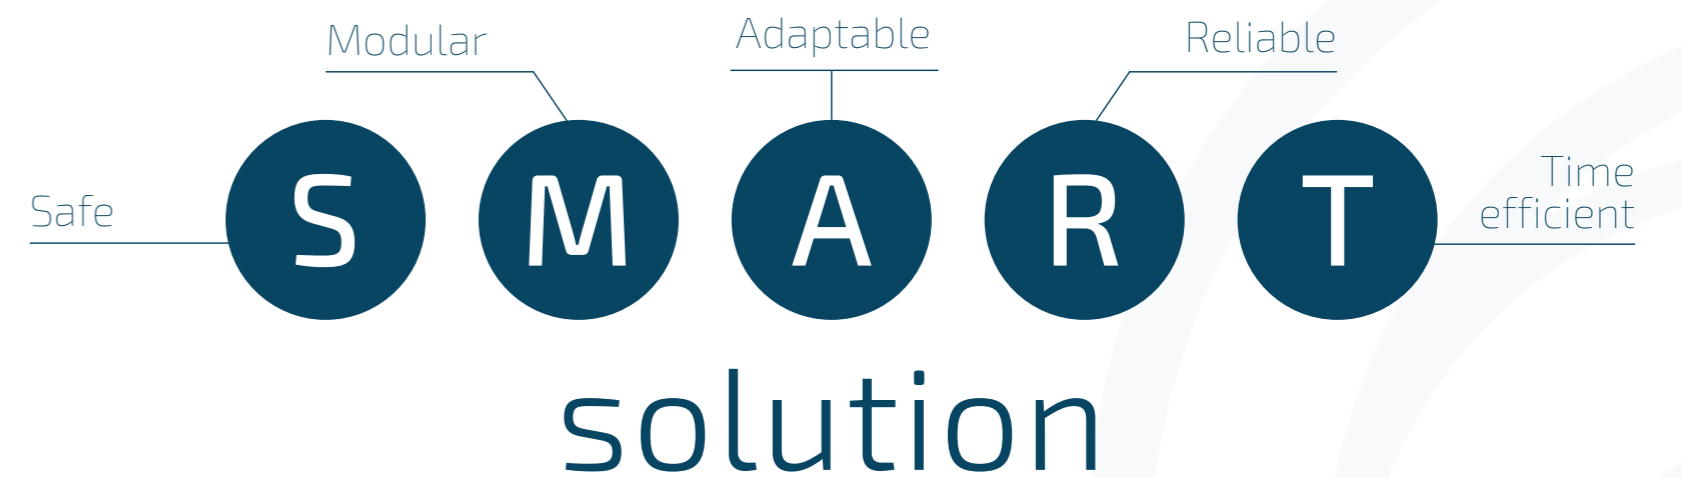 Modular
Adaptable
Reliable
Safe
S M A R T
Time
efficient
solution